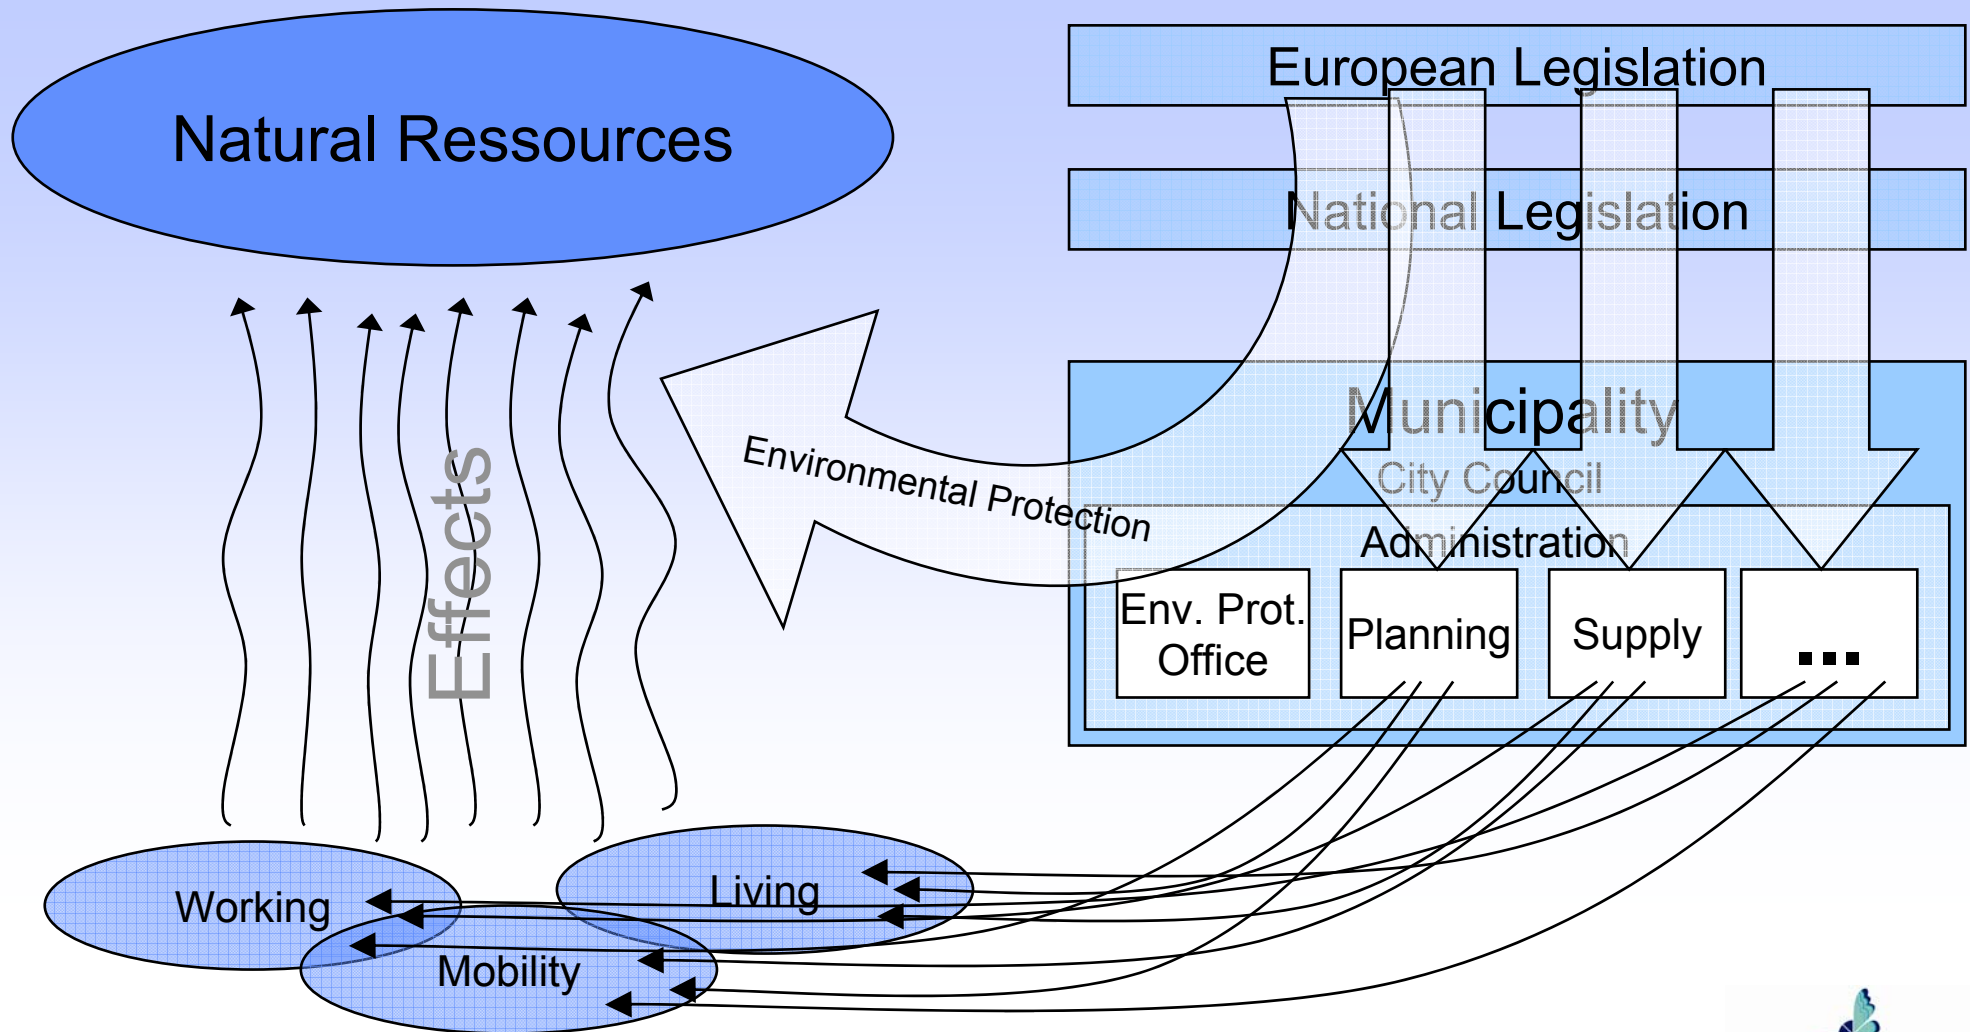 Natural Ressources
European Legislation
National Legislation
Municipality
City Council
Administration
Environmental Protection
Env. Prot.
Office
Planning
Supply
...
Effects
Working
Living
Mobility